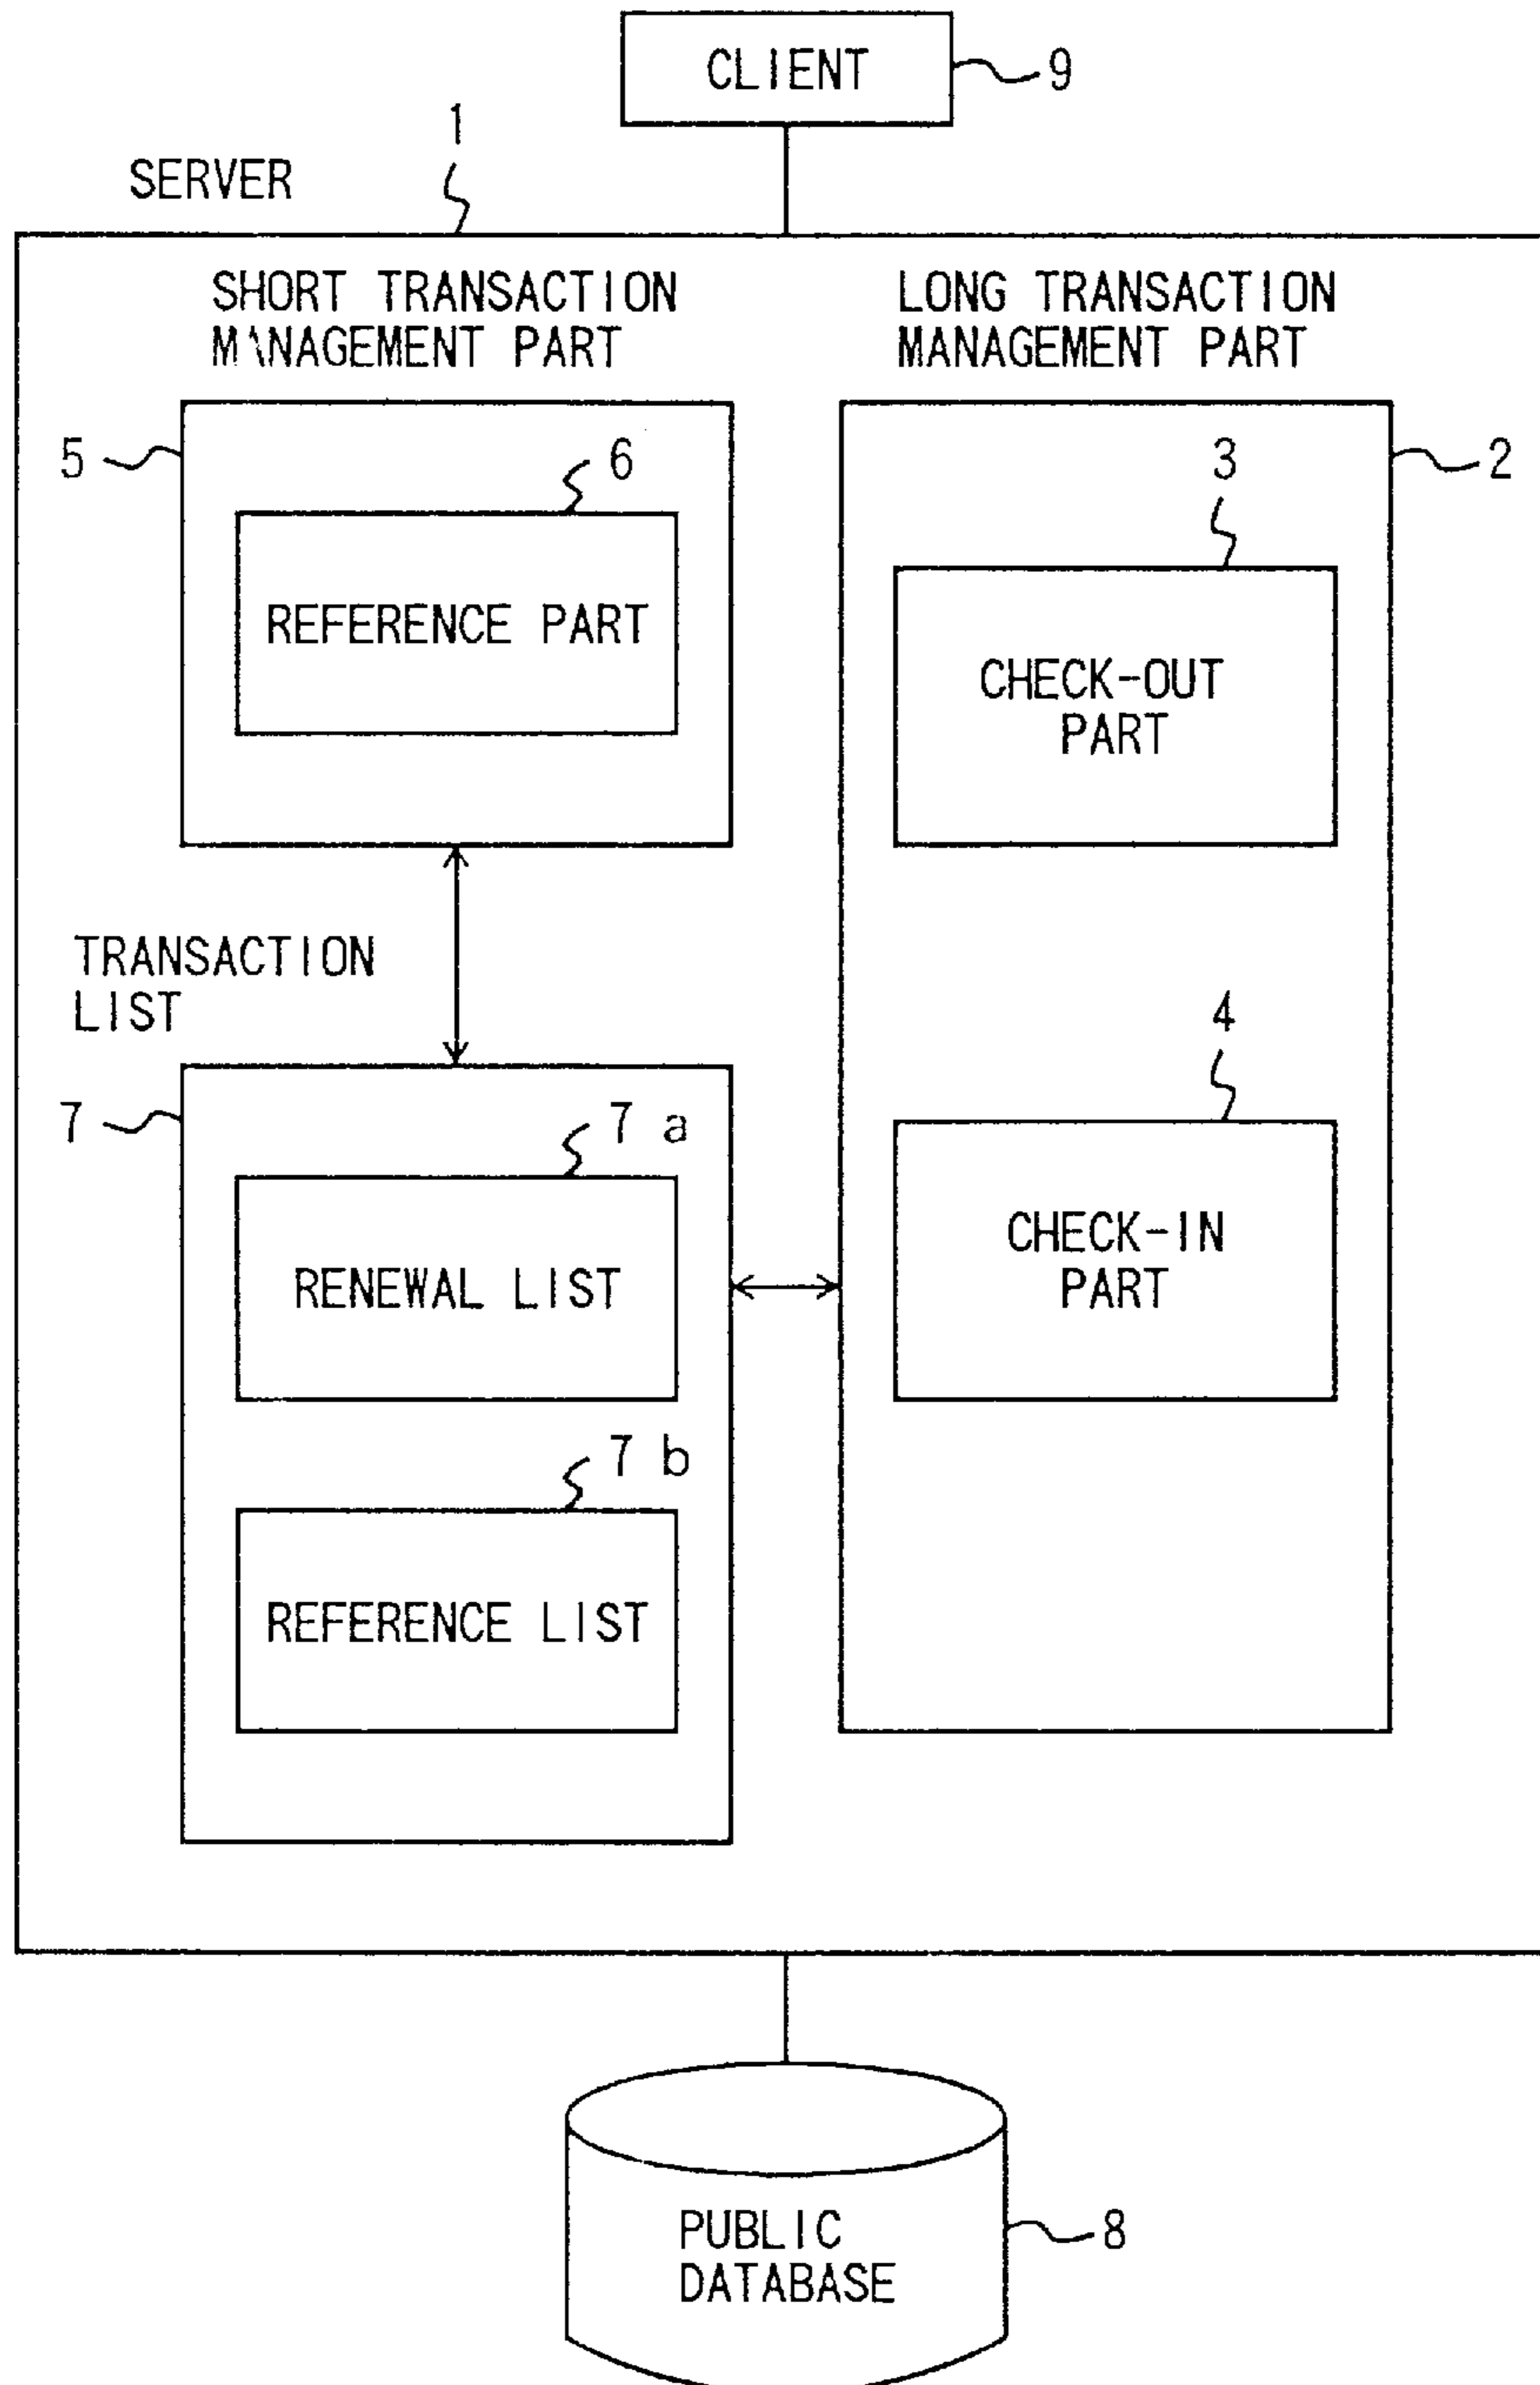 CLIENT
9
1
SERVER
SHORT TRANSACTION
MANAGEMENT PART
LONG TRANSACTION
MANAGEMENT PART
5
6
REFERENCE PART
3
2
CHECK-OUT
PART
TRANSACTION
LIST
4
7
7 a
RENEWAL LIST
CHECK-IN
PART
7 b
REFERENCE LIST
PUBLIC
DATABASE
8